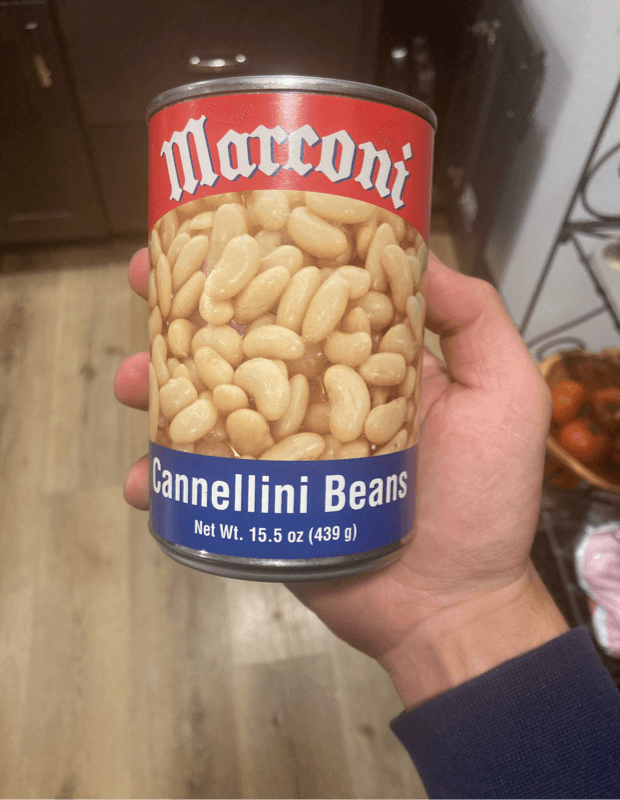 Marconi
Cannellini Beans
Net Wt. 15.5 oz (439 g)